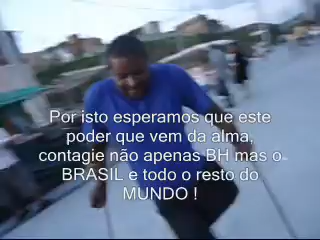 Por isto esperamos que este
poder que vem da alma,
contagie não apenas BH mas o
BRASIL e todo o resto do
MUNDO !